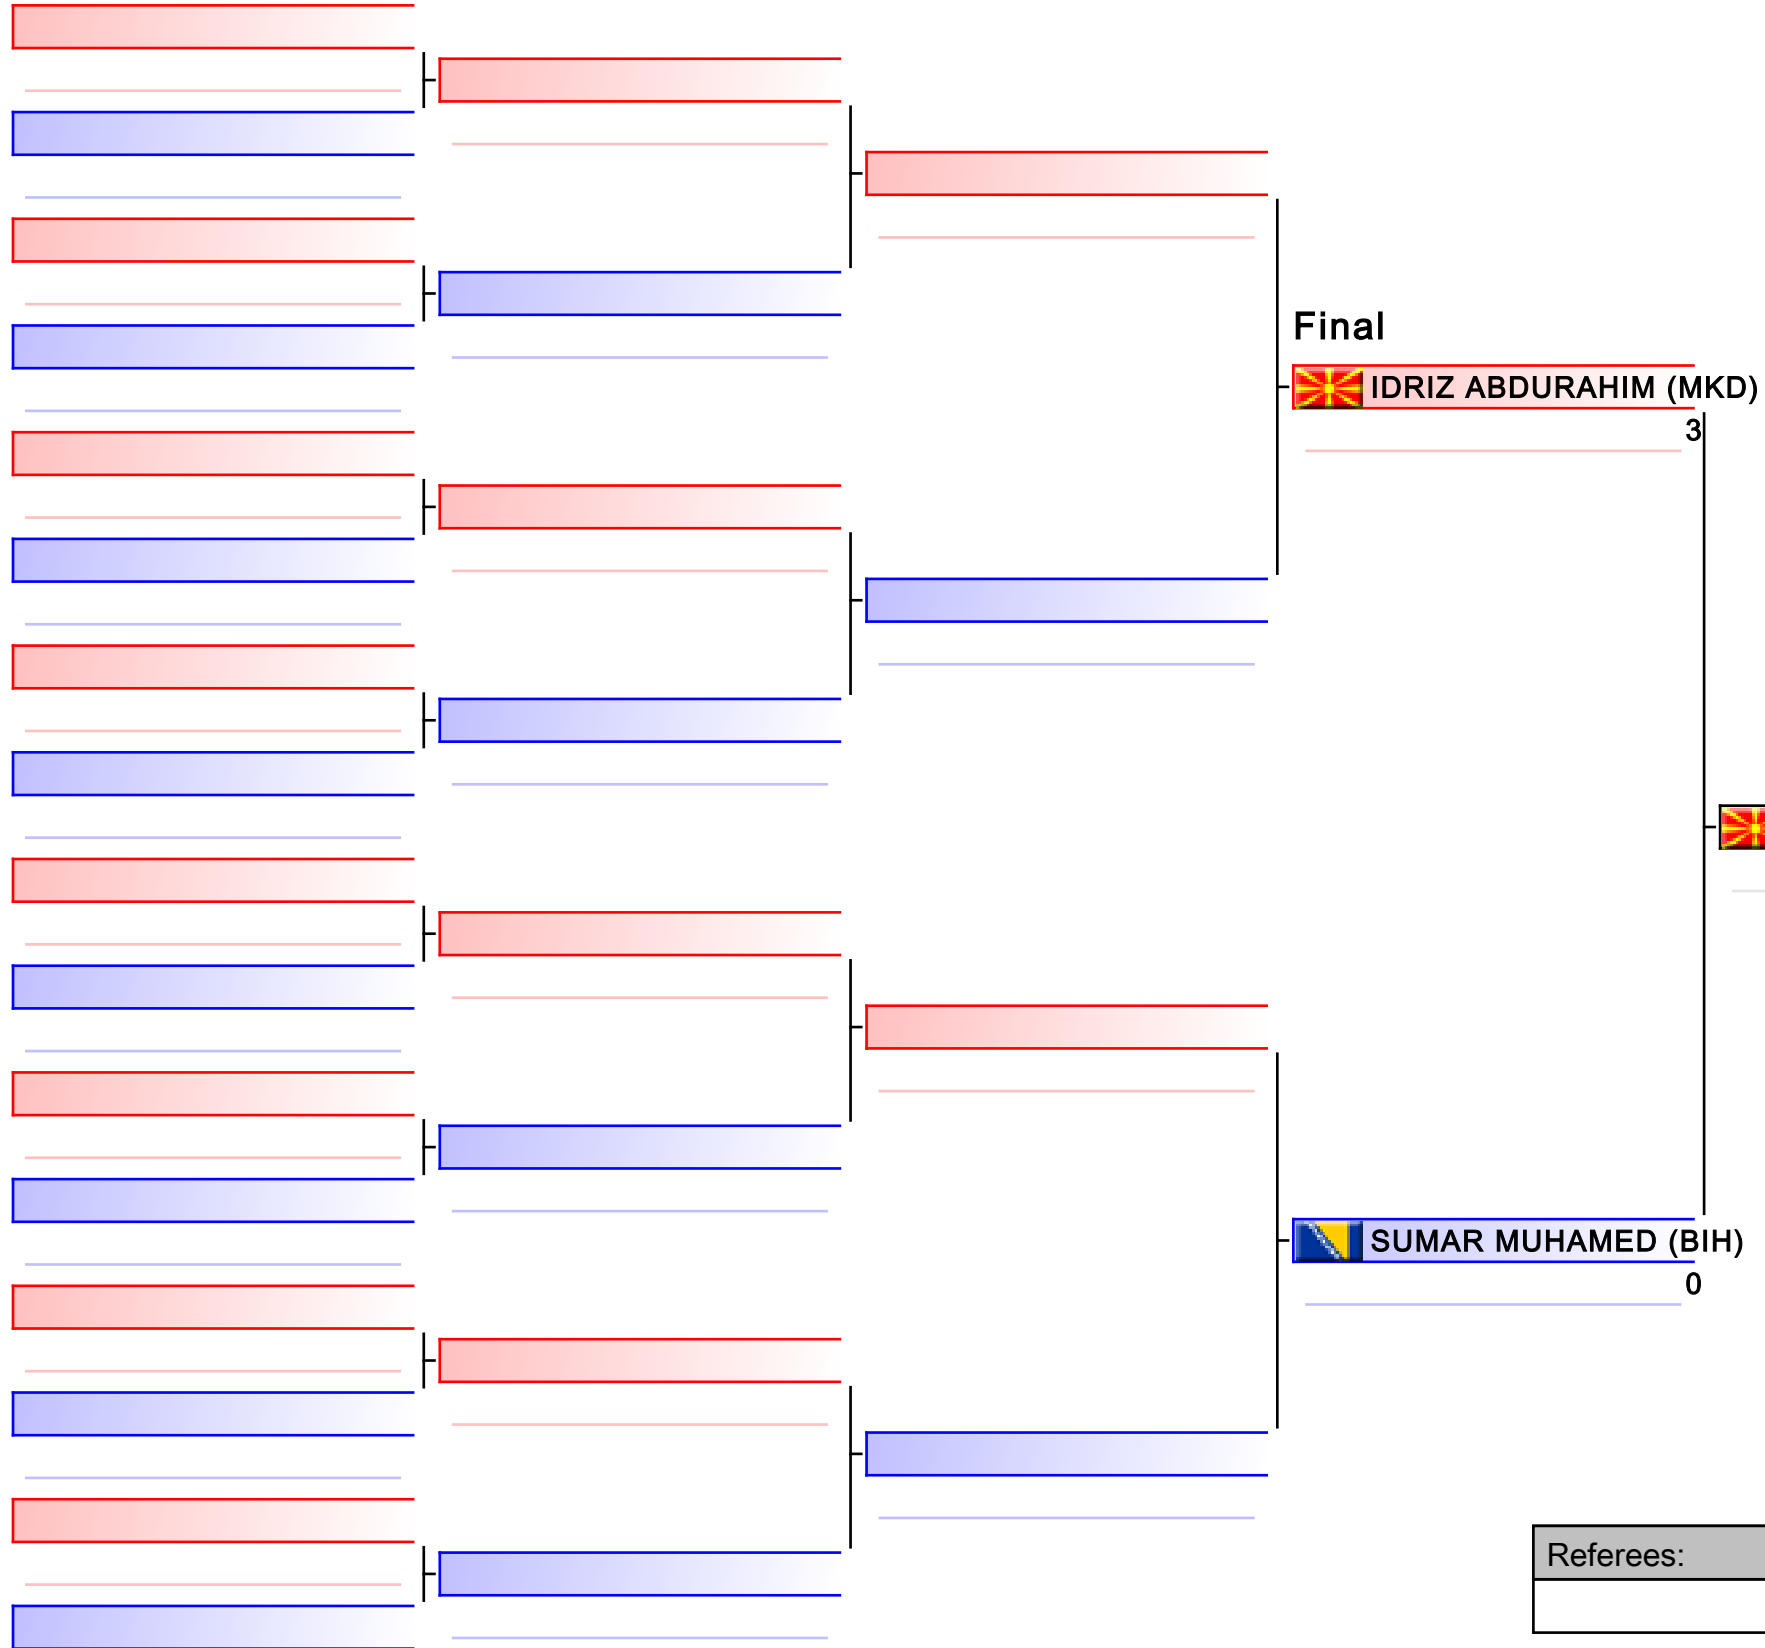 Final
IDRIZ ABDURAHIM (MKD)
3
SUMAR MUHAMED (BIH)
0
Referees: